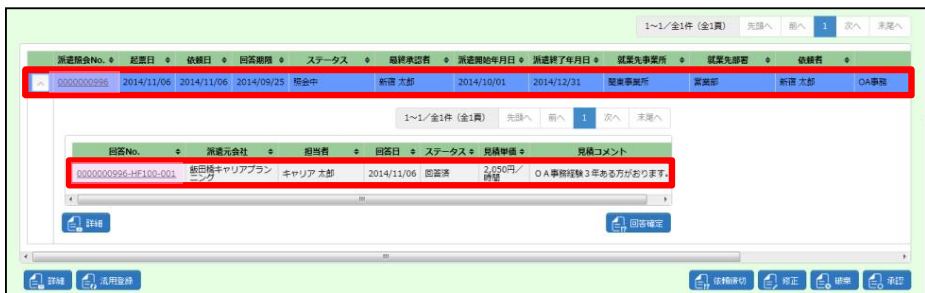 1～1／全1件（全1頁） 先頭へ 前へ 1 次へ 末尾へ
派遣照会No. 起票日 依頼日 回答期限 ステータス 最終承認者 派遣開始年月日 派遣終了年月日 就業先事業所 就業先部署 依頼者
0000000996 2014/11/06 2014/11/06 2014/09/25 照会中 新宿 太郎 2014/10/01 2014/12/31 関東事業所 営業部 新宿 太郎 OA事務
1～1／全1件（全1頁） 先頭へ 前へ 1 次へ 末尾へ
回答No. 派遣元会社 担当者 回答日 ステータス 見積単価 見積コメント
0000000996-HF100-001 飯田橋キャリアプランニング キャリア 太郎 2014/11/06 回答済 2,050円／時間 ＯＡ事務経験３年ある方がおります。
詳細 回答確定
詳細 流用登録 依頼締切 修正 破棄 承認